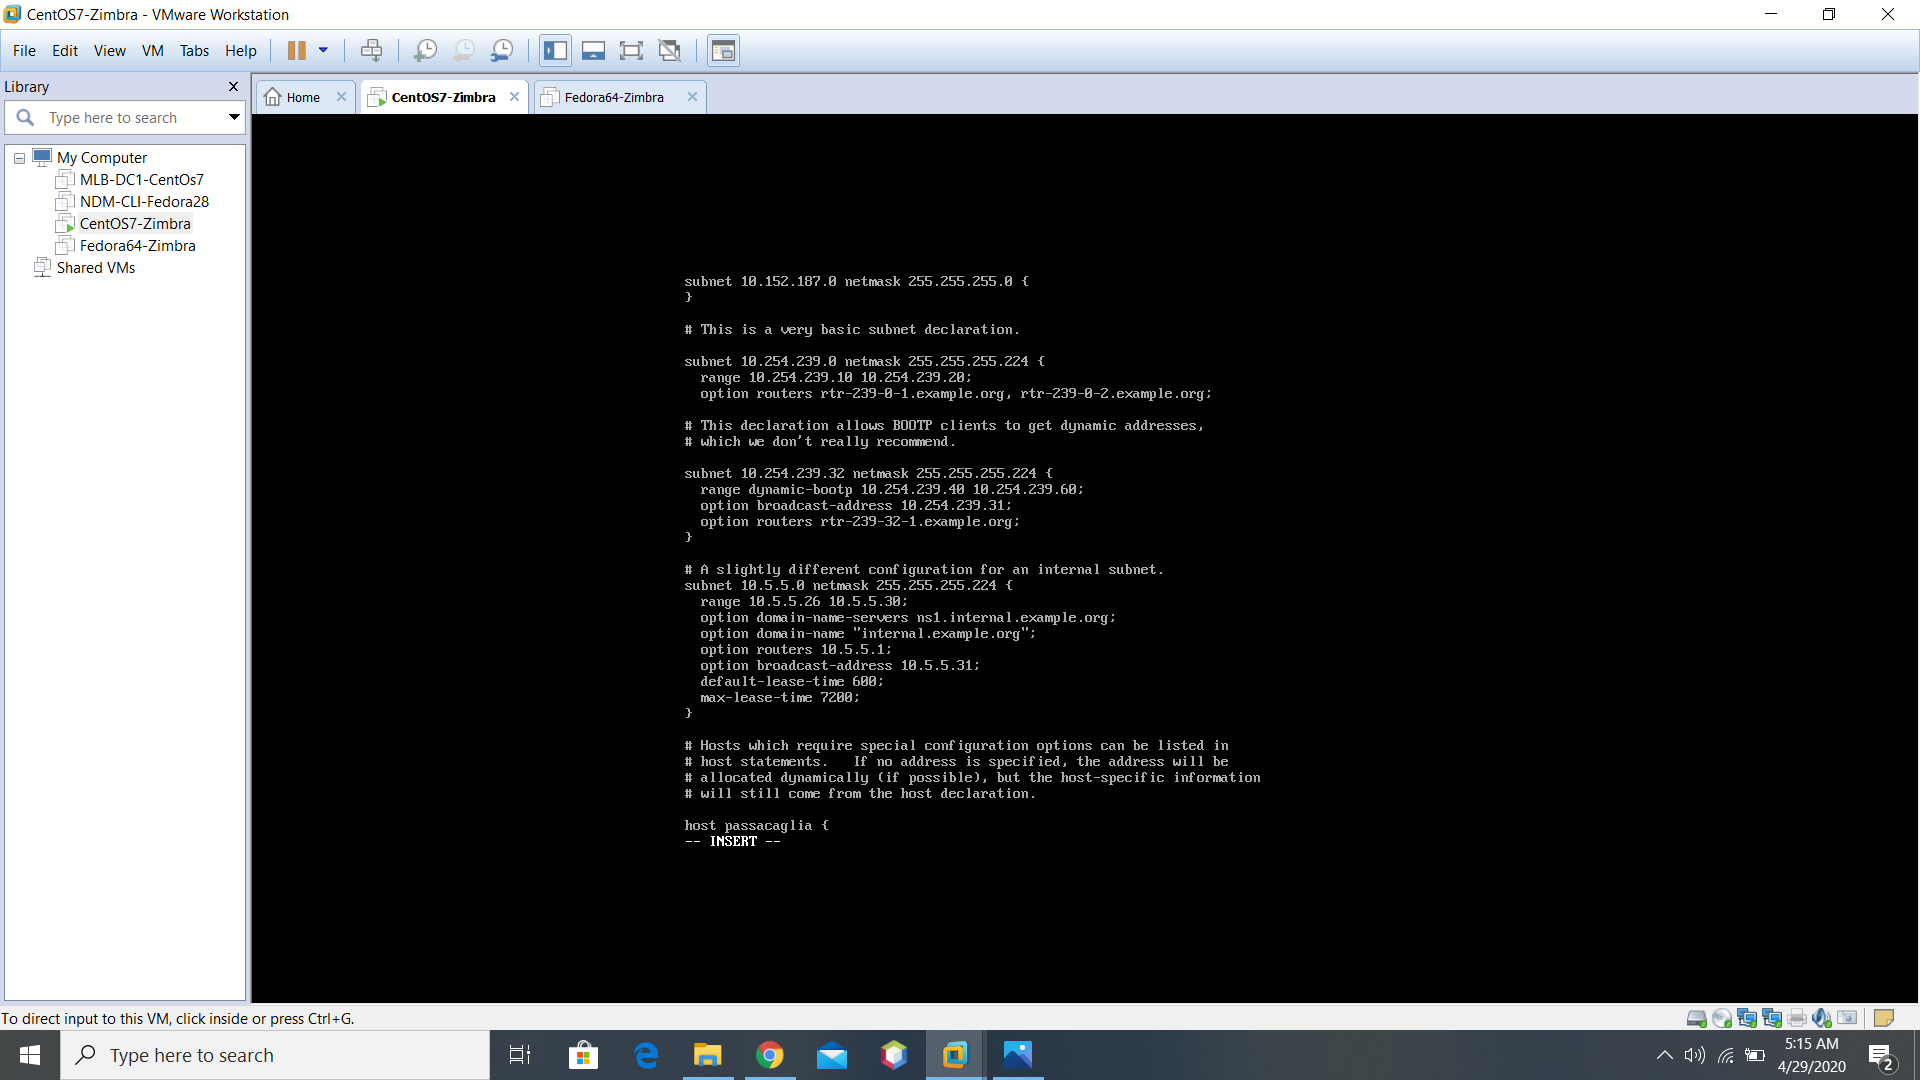 CentOS7-Zimbra - VMware Workstation
File Edit View VM Tabs Help
Library
Type here to search
My Computer
MLB-DC1-CentOs7
NDM-CLI-Fedora28
CentOS7-Zimbra
Fedora64-Zimbra
Shared VMs
Home
CentOS7-Zimbra
Fedora64-Zimbra
subnet 10.152.187.0 netmask 255.255.255.0 {
}
# This is a very basic subnet declaration.
subnet 10.254.239.0 netmask 255.255.255.224 {
range 10.254.239.10 10.254.239.20;
option routers rtr-239-0-1.example.org, rtr-239-0-2.example.org;
# This declaration allows BOOTP clients to get dynamic addresses,
# which we don't really recommend.
subnet 10.254.239.32 netmask 255.255.255.224 {
range dynamic-bootp 10.254.239.40 10.254.239.60;
option broadcast-address 10.254.239.31;
option routers rtr-239-32-1.example.org;
}
# A slightly different configuration for an internal subnet.
subnet 10.5.5.0 netmask 255.255.255.224 {
range 10.5.5.26 10.5.5.30;
option domain-name-servers ns1.internal.example.org;
option domain-name "internal.example.org";
option routers 10.5.5.1;
option broadcast-address 10.5.5.31;
default-lease-time 600;
max-lease-time 7200;
}
# Hosts which require special configuration options can be listed in
# host statements.   If no address is specified, the address will be
# allocated dynamically (if possible), but the host-specific information
# will still come from the host declaration.
host passacaglia {
-- INSERT --
To direct input to this VM, click inside or press Ctrl+G.
Type here to search
5:15 AM
4/29/2020
2